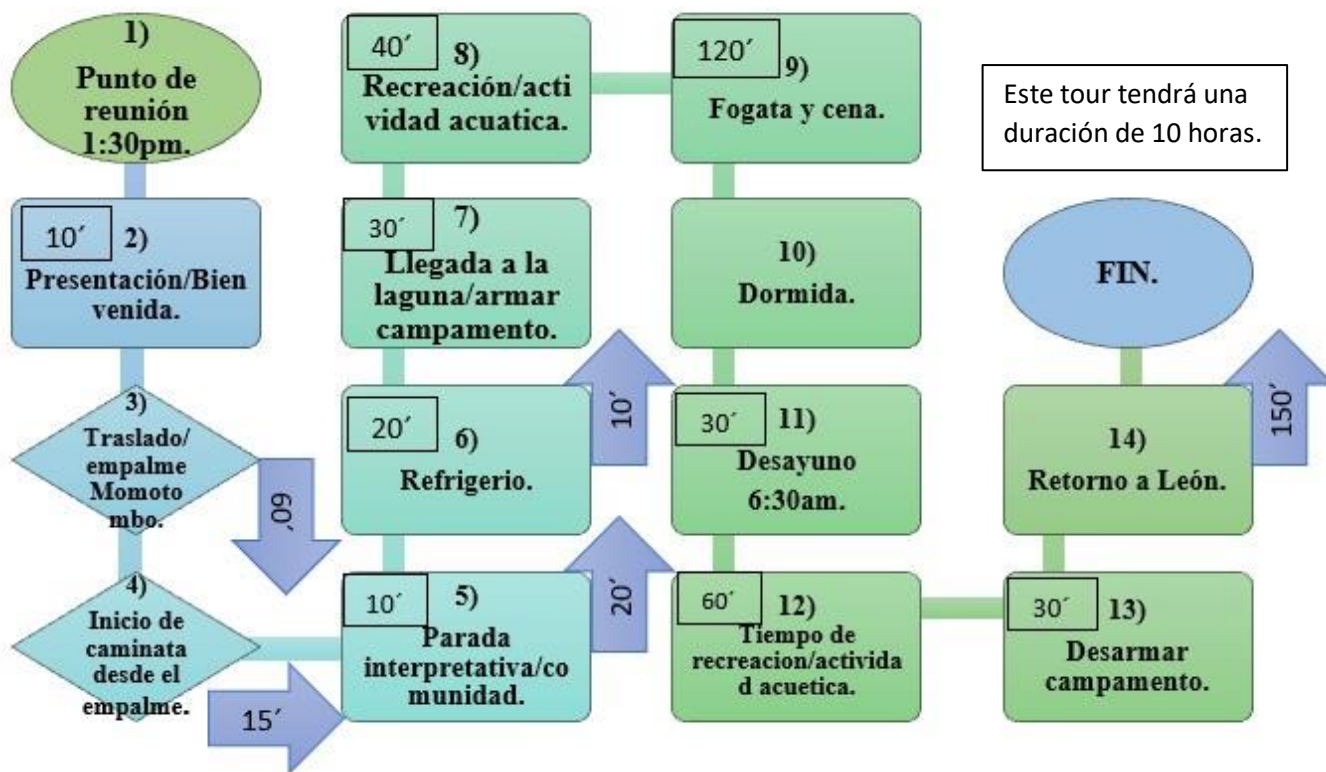 1)
Punto de
reunión
1:30pm.
10´
2)
Presentación/Bien
venida.
3)
Traslado/
empalme
Momoto
mbo.
60´
4)
Inicio de
caminata
desde el
empalme.
15´
10´
5)
Parada
interpretativa/co
munidad.
20´
20´
6)
Refrigerio.
10´
30´
7)
Llegada a la
laguna/armar
campamento.
40´
8)
Recreación/acti
vidad acuatica.
120´
9)
Fogata y cena.
10)
Dormida.
30´
11)
Desayuno
6:30am.
60´
12)
Tiempo de
recreacion/activida
d acuetica.
30´
13)
Desarmar
campamento.
14)
Retorno a León.
150´
FIN.
Este tour tendrá una
duración de 10 horas.